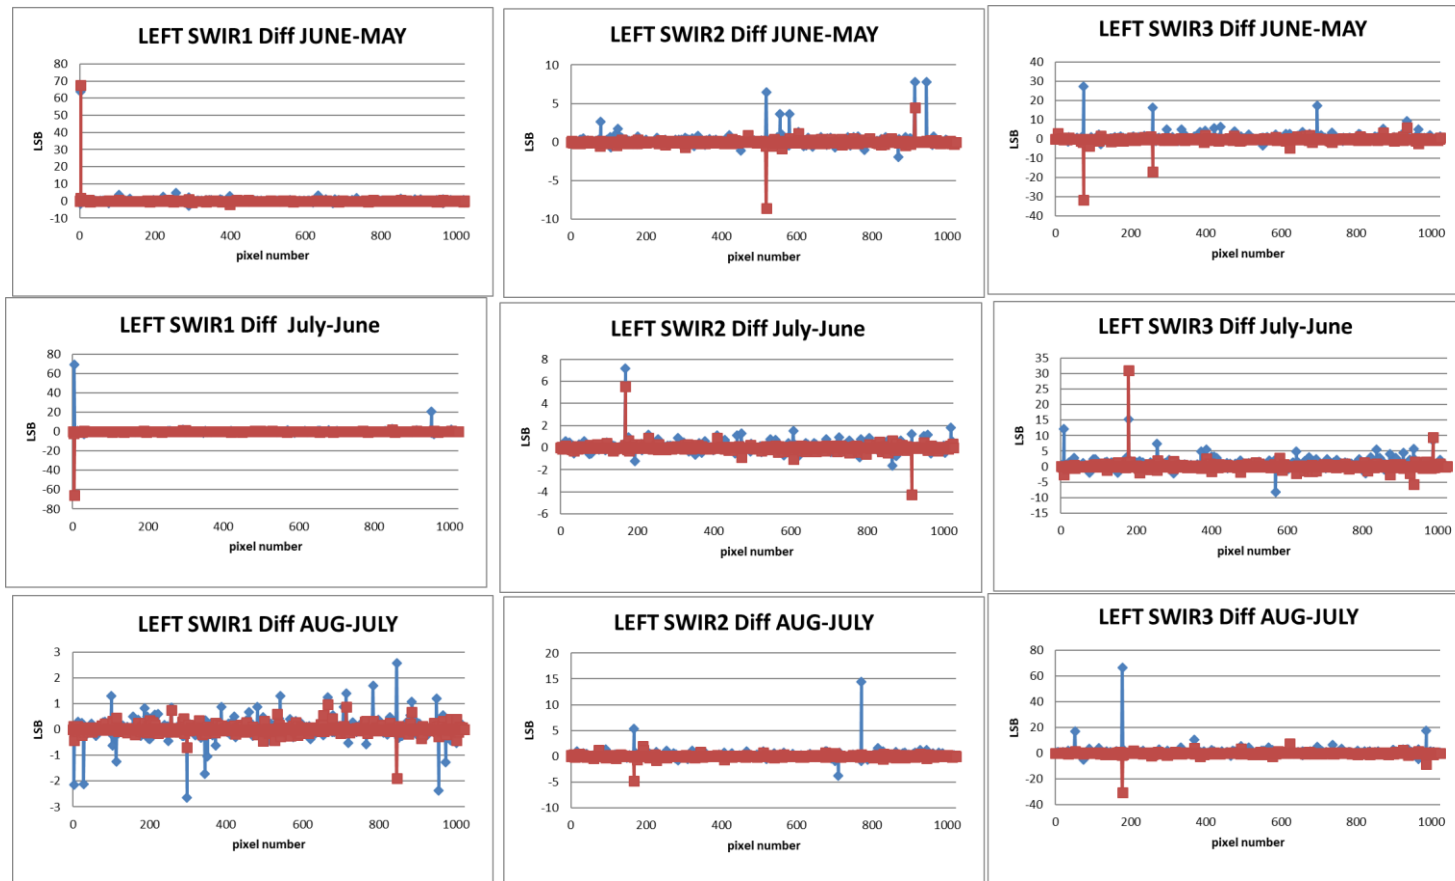 LEFT SWIR1 Diff JUNE-MAY
80
70
60
50
40
30
20
10
0
-10
LSB
0 200 400 600 800 1000
pixel number
LEFT SWIR2 Diff JUNE-MAY
10
5
0
-5
-10
LSB
0 200 400 600 800 1000
pixel number
LEFT SWIR3 Diff JUNE-MAY
40
30
20
10
0
-10
-20
-30
-40
LSB
0 200 400 600 800 1000
pixel number
LEFT SWIR1 Diff July-June
80
60
40
20
0
-20
-40
-60
-80
LSB
0 200 400 600 800 1000
pixel number
LEFT SWIR2 Diff July-June
8
6
4
2
0
-2
-4
-6
LSB
0 200 400 600 800 1000
pixel number
LEFT SWIR3 Diff July-June
35
30
25
20
15
10
5
0
-5
-10
-15
LSB
0 200 400 600 800 1000
pixel number
LEFT SWIR1 Diff AUG-JULY
3
2
1
0
-1
-2
-3
LSB
0 200 400 600 800 1000
pixel number
LEFT SWIR2 Diff AUG-JULY
20
15
10
5
0
-5
-10
LSB
0 200 400 600 800 1000
pixel number
LEFT SWIR3 Diff AUG-JULY
80
60
40
20
0
-20
-40
LSB
0 200 400 600 800 1000
pixel number